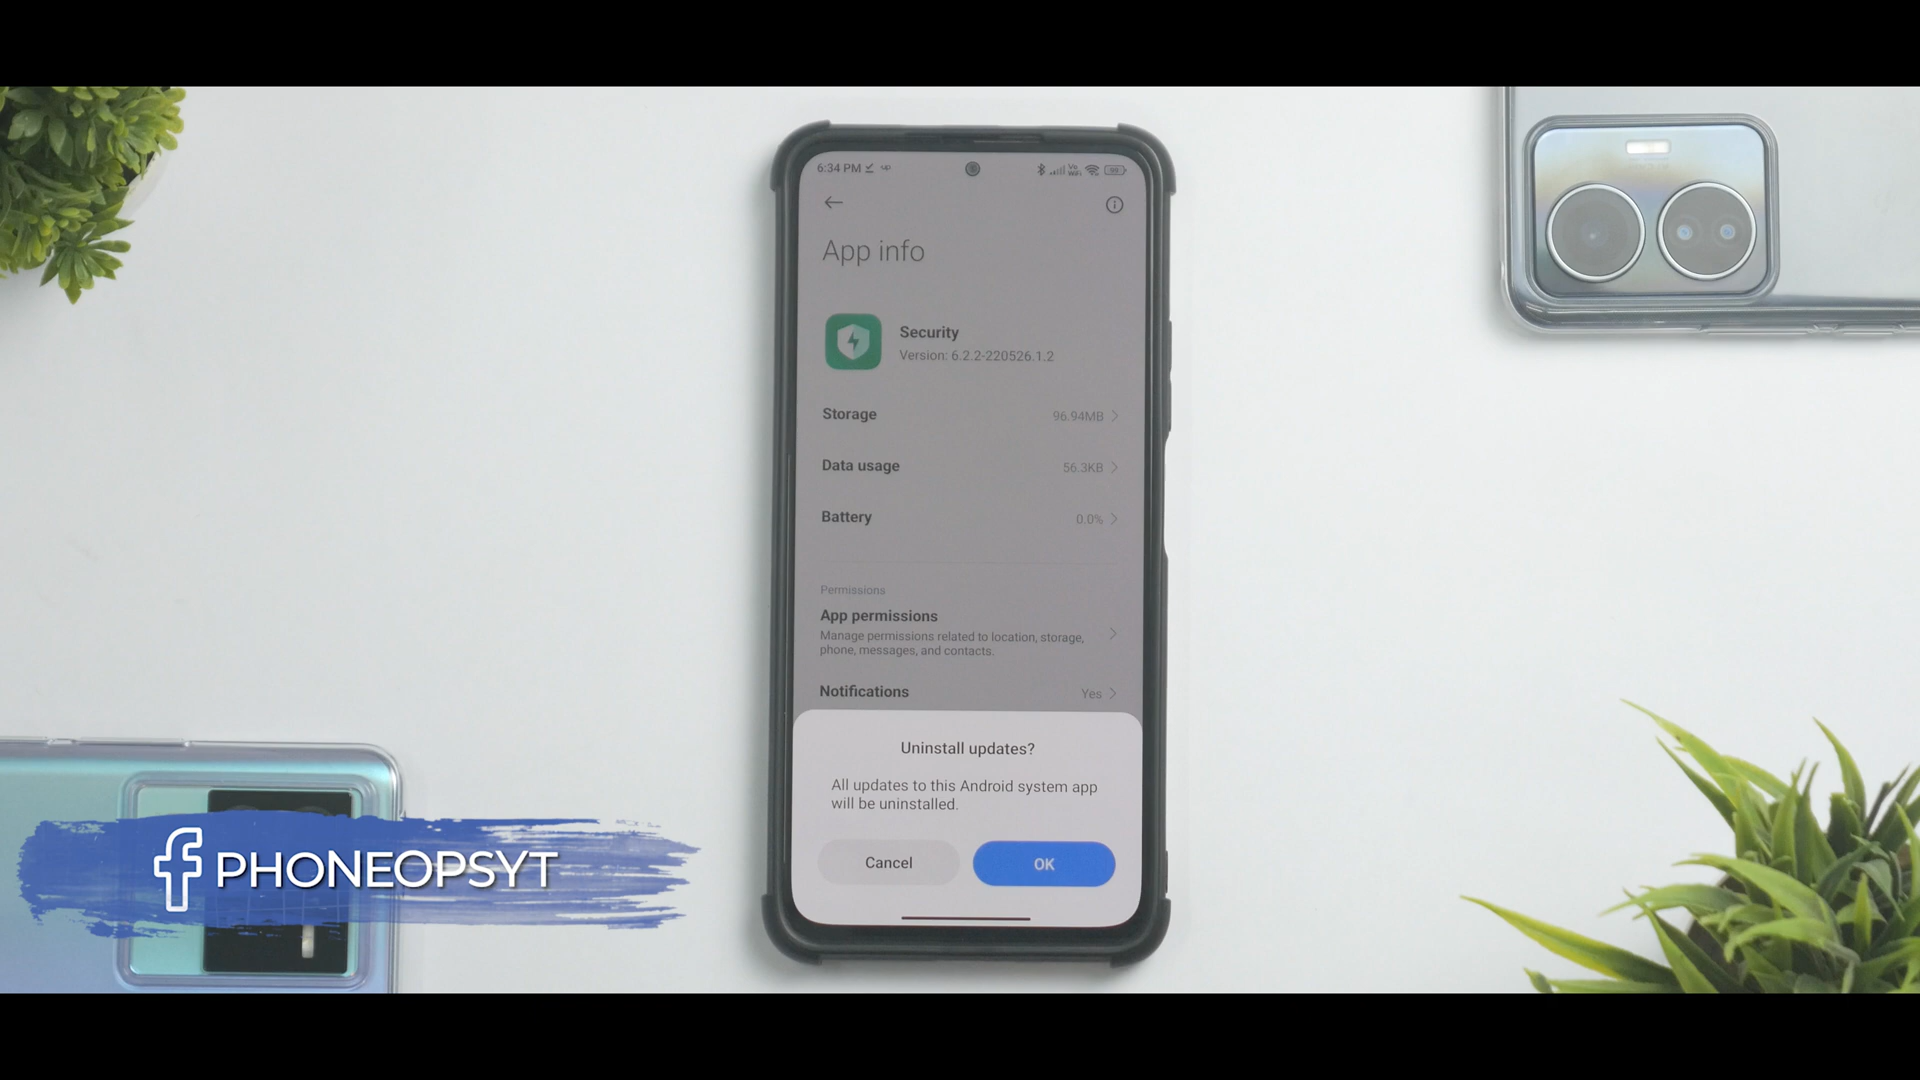 6:34 PM
App info
Security
Version: 6.2.2-220526.1.2
Storage 96.94MB
Data usage 56.3KB
Battery 0.0%
Permissions
App permissions
Manage permissions related to location, storage,
phone, messages, and contacts.
Notifications Yes
Uninstall updates?
All updates to this Android system app
will be uninstalled.
Cancel OK
PHONEOPSYT